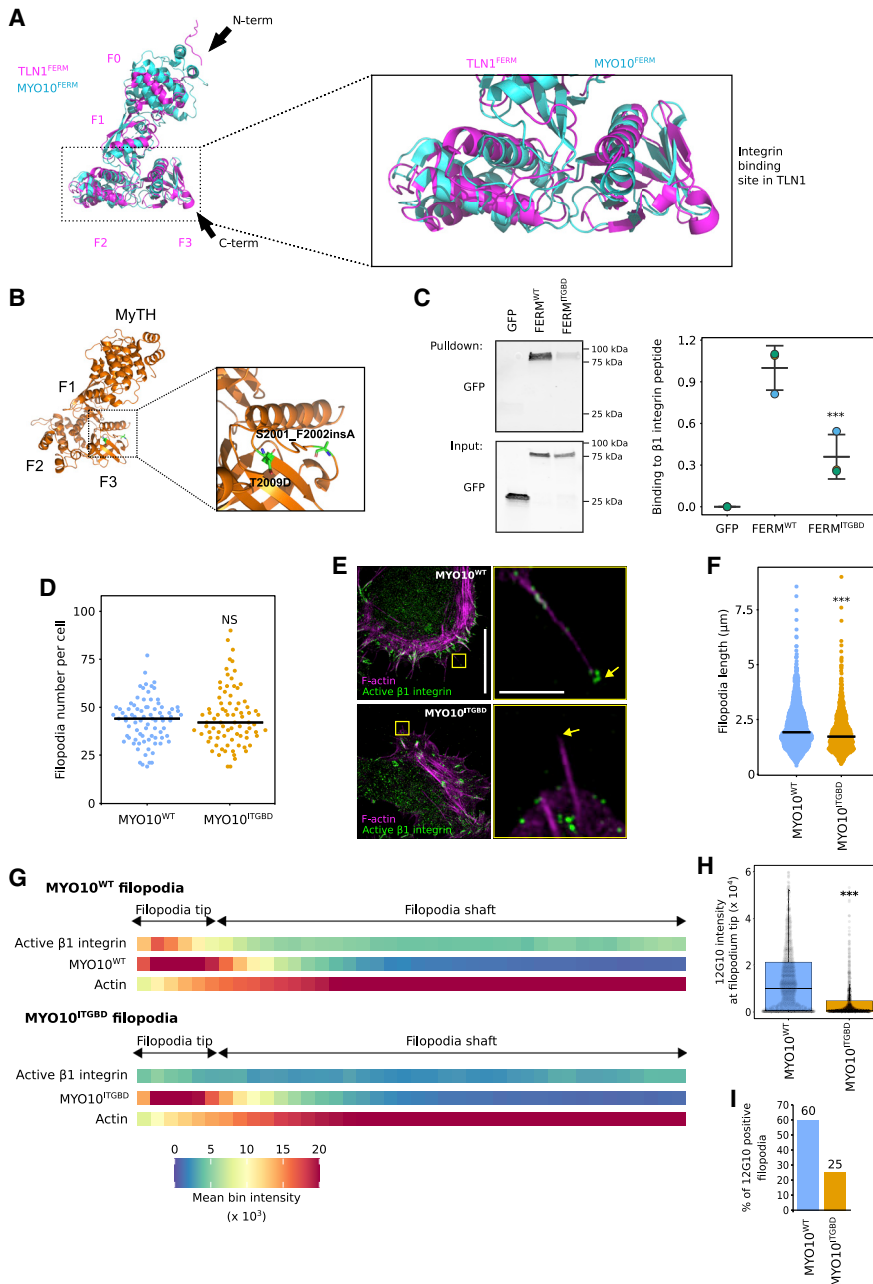 A
N-term
F0
TLN1FERM
MYO10FERM
F1
F2
F3
C-term
TLN1FERM
MYO10FERM
Integrin
binding
site in TLN1
B
MyTH
F1
F2
F3
S2001_F2002insA
T2009D
C
GFP
FERMWT
FERMITGBD
Pulldown:
GFP
100 kDa
75 kDa
25 kDa
Input:
GFP
100 kDa
75 kDa
25 kDa
Binding to β1 integrin peptide
1.2
0.9
0.6
0.3
0.0
***
GFP
FERMWT
FERMITGBD
D
Filopodia number per cell
100
75
50
25
0
NS
MYO10WT
MYO10ITGBD
E
MYO10WT
F-actin
Active β1 integrin
MYO10ITGBD
F-actin
Active β1 integrin
F
Filopodia length (μm)
7.5
5.0
2.5
0
***
MYO10WT
MYO10ITGBD
G
MYO10WT filopodia
Filopodia tip
Filopodia shaft
Active β1 integrin
MYO10WT
Actin
MYO10ITGBD filopodia
Filopodia tip
Filopodia shaft
Active β1 integrin
MYO10ITGBD
Actin
0 5 10 15 20
Mean bin intensity
(x 10³)
H
12G10 intensity
at filopodium tip (x 10⁴)
6
4
2
0
***
MYO10WT
MYO10ITGBD
I
% of 12G10 positive
filopodia
70
60
50
40
30
20
10
0
60
25
MYO10WT
MYO10ITGBD